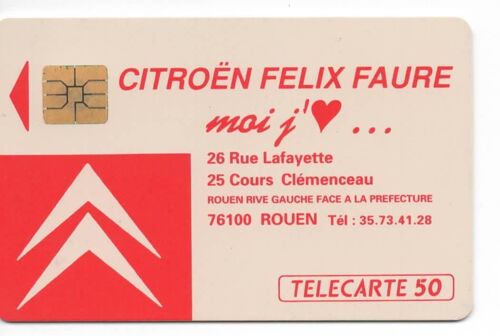 CITROËN FELIX FAURE
moi j'♥...
26 Rue Lafayette
25 Cours Clémenceau
ROUEN RIVE GAUCHE FACE A LA PREFECTURE
76100 ROUEN Tél : 35.73.41.28
TELECARTE 50